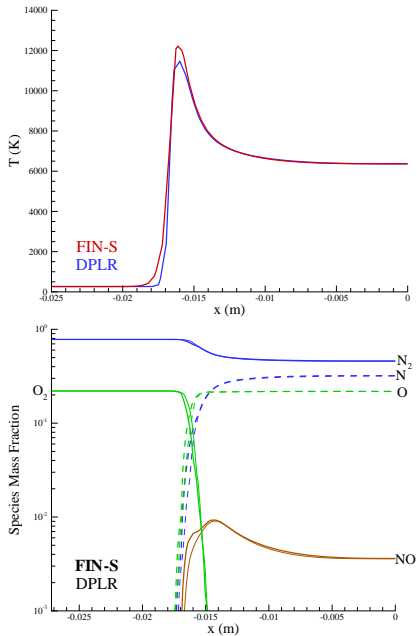 14000
12000
10000
8000
6000
4000
2000
0
T (K)
FIN-S
DPLR
-0.025 -0.02 -0.015 -0.01 -0.005 0
x (m)
10^0
10^-1
10^-2
10^-3
Species Mass Fraction
O2
N2
N
O
NO
FIN-S
DPLR
-0.025 -0.02 -0.015 -0.01 -0.005 0
x (m)